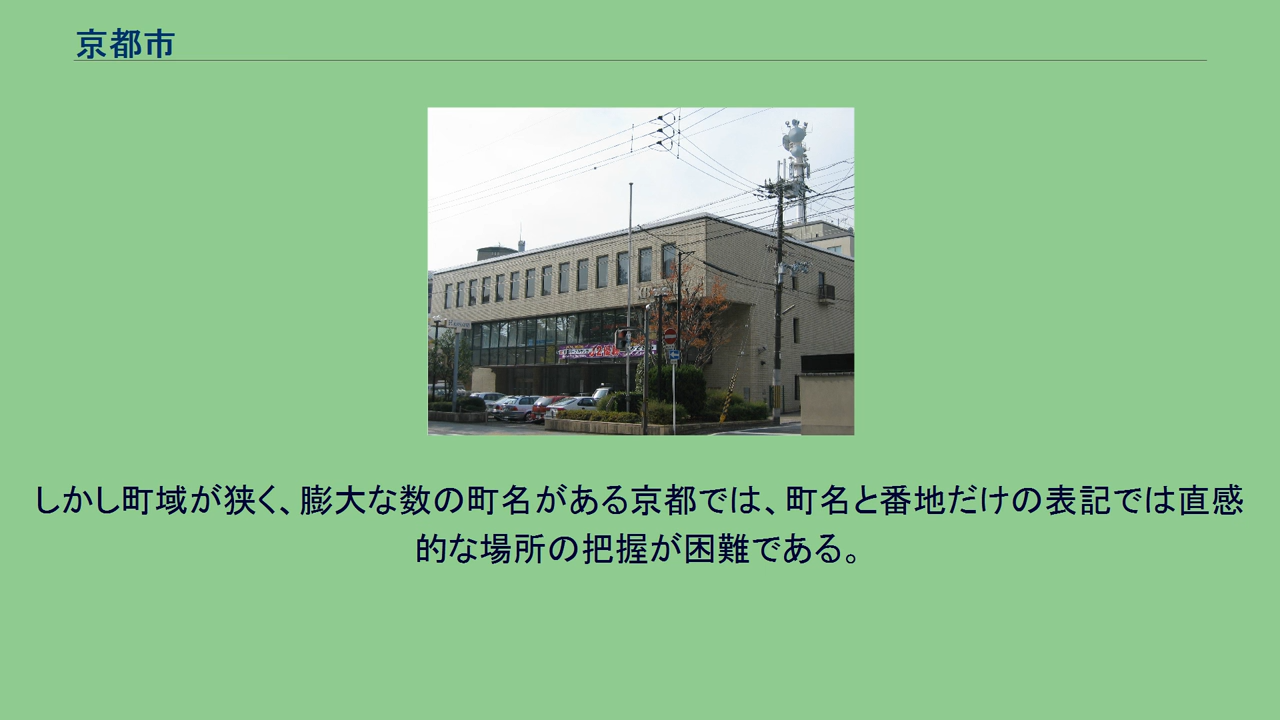 京都市
しかし町域が狭く、膨大な数の町名がある京都では、町名と番地だけの表記では直感
的な場所の把握が困難である。